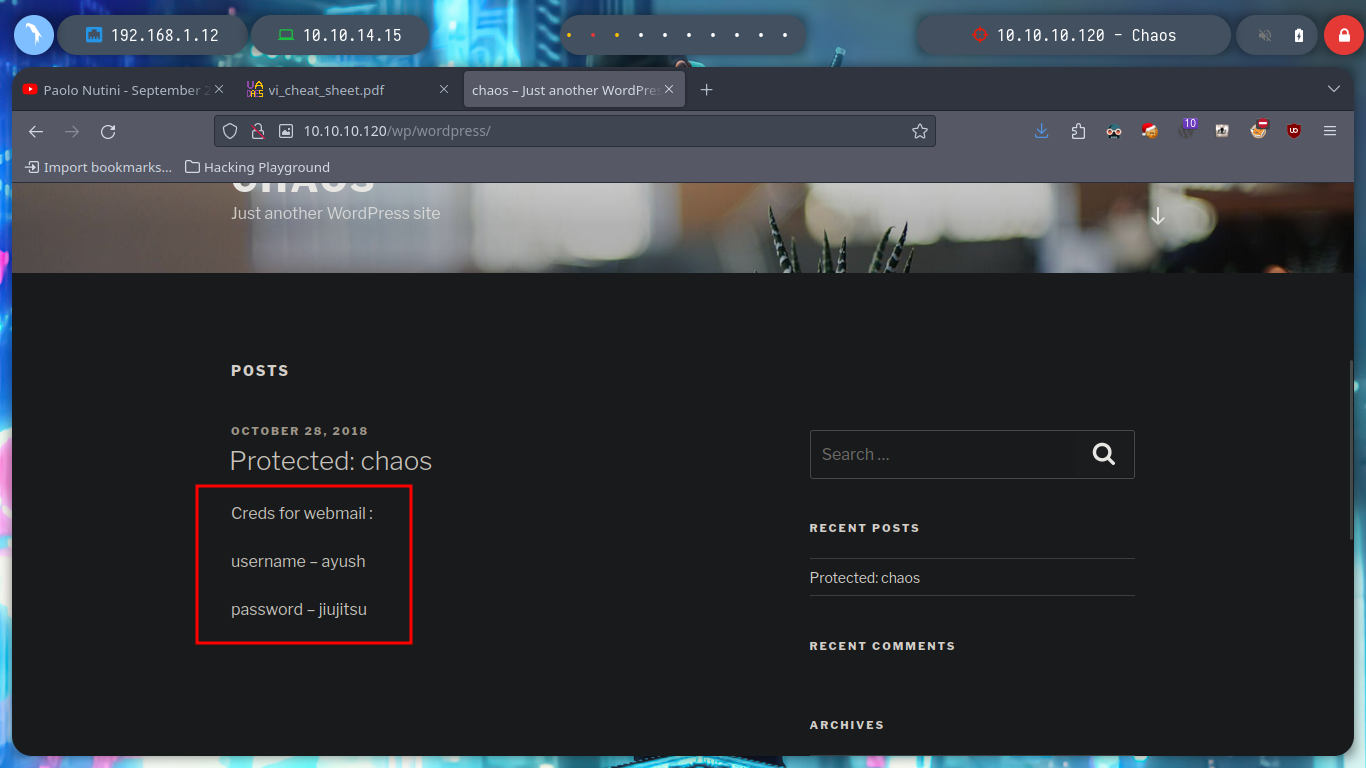 192.168.1.12
10.10.14.15
10.10.10.120 - Chaos
Paolo Nutini - September 2
vi_cheat_sheet.pdf
chaos – Just another WordPres
10.10.10.120/wp/wordpress/
10
Import bookmarks...
Hacking Playground
CHAOS
Just another WordPress site
POSTS
OCTOBER 28, 2018
Protected: chaos
Creds for webmail :
username – ayush
password – jiujitsu
Search …
RECENT POSTS
Protected: chaos
RECENT COMMENTS
ARCHIVES